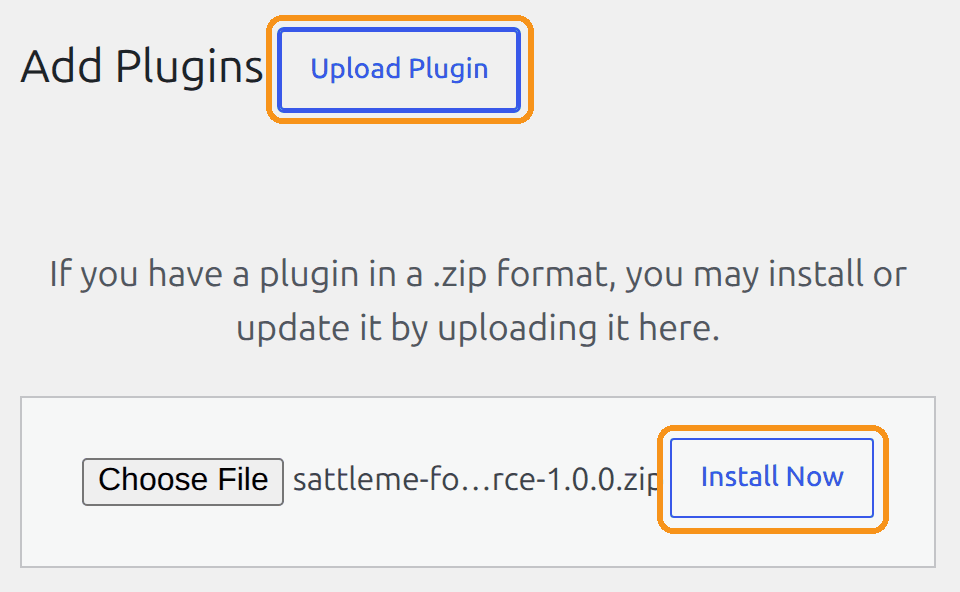 Add Plugins Upload Plugin
If you have a plugin in a .zip format, you may install or
update it by uploading it here.
Choose File sattleme-fo...rce-1.0.0.zip Install Now